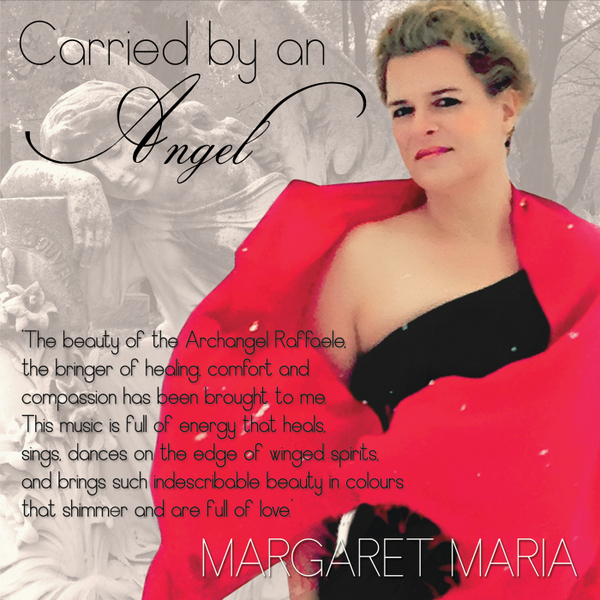 Carried by an
Angel
"The beauty of the Archangel Raffaele,
the bringer of healing, comfort and
compassion has been brought to me.
This music is full of energy that heals,
sings, dances on the edge of winged spirits,
and brings such indescribable beauty in colours
that shimmer and are full of love."
MARGARET MARIA